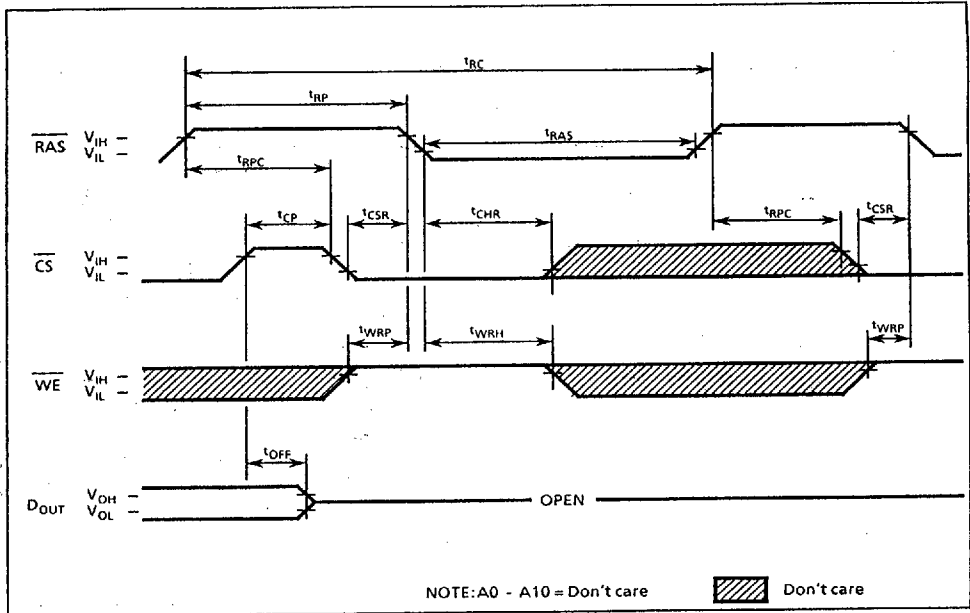 tRC
tRP
RAS VIH
VIL
tRAS
tRPC
tCP tCSR tCHR tRPC tCSR
CS VIH
VIL
tWRP tWRH tWRP
WE VIH
VIL
tOFF
DOUT VOH
VOL
OPEN
NOTE: A0 - A10 = Don't care Don't care